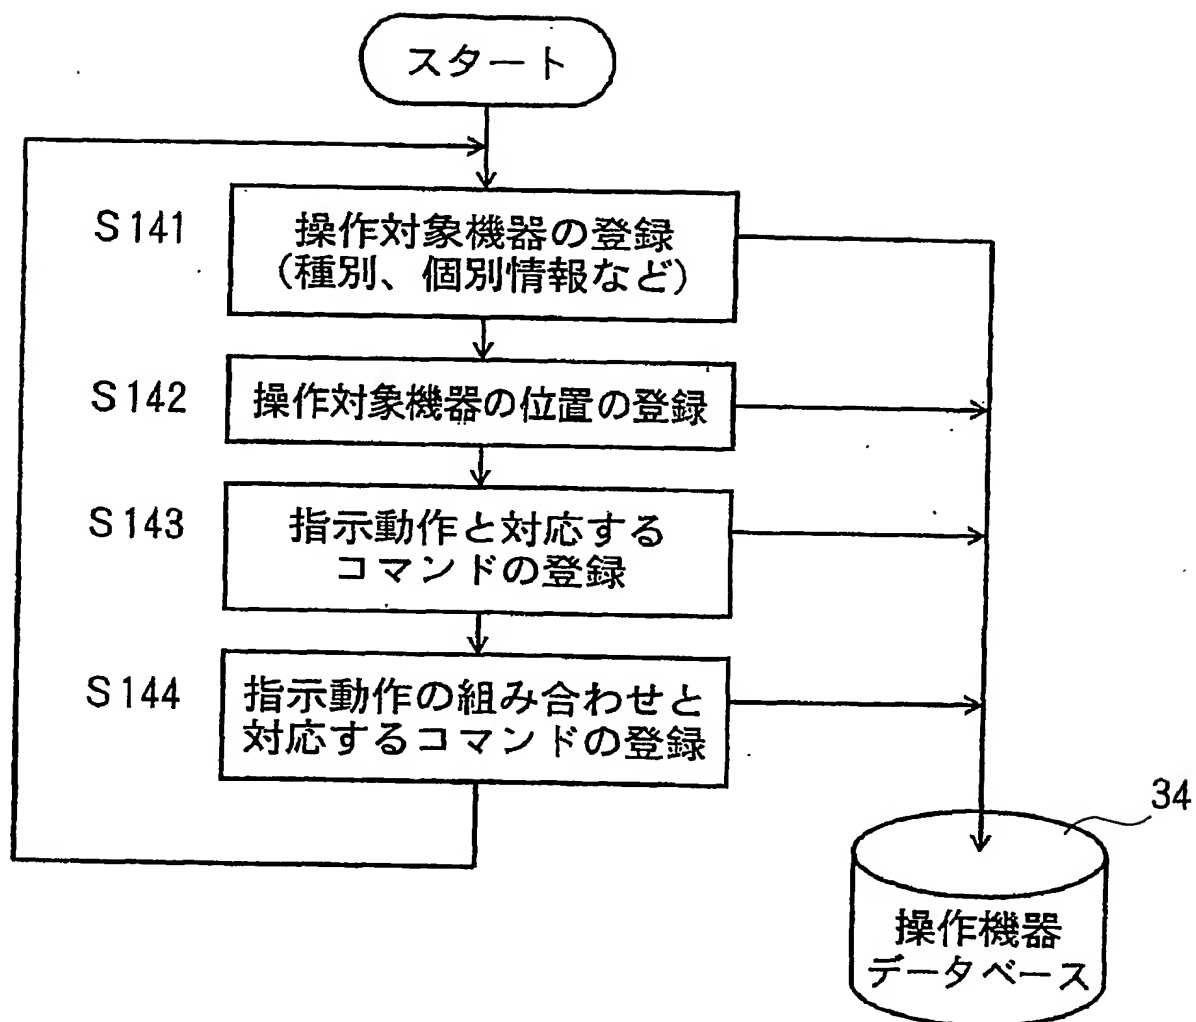 スタート
S141
操作対象機器の登録
(種別、個別情報など)
S142
操作対象機器の位置の登録
S143
指示動作と対応する
コマンドの登録
S144
指示動作の組み合わせと
対応するコマンドの登録
34
操作機器
データベース